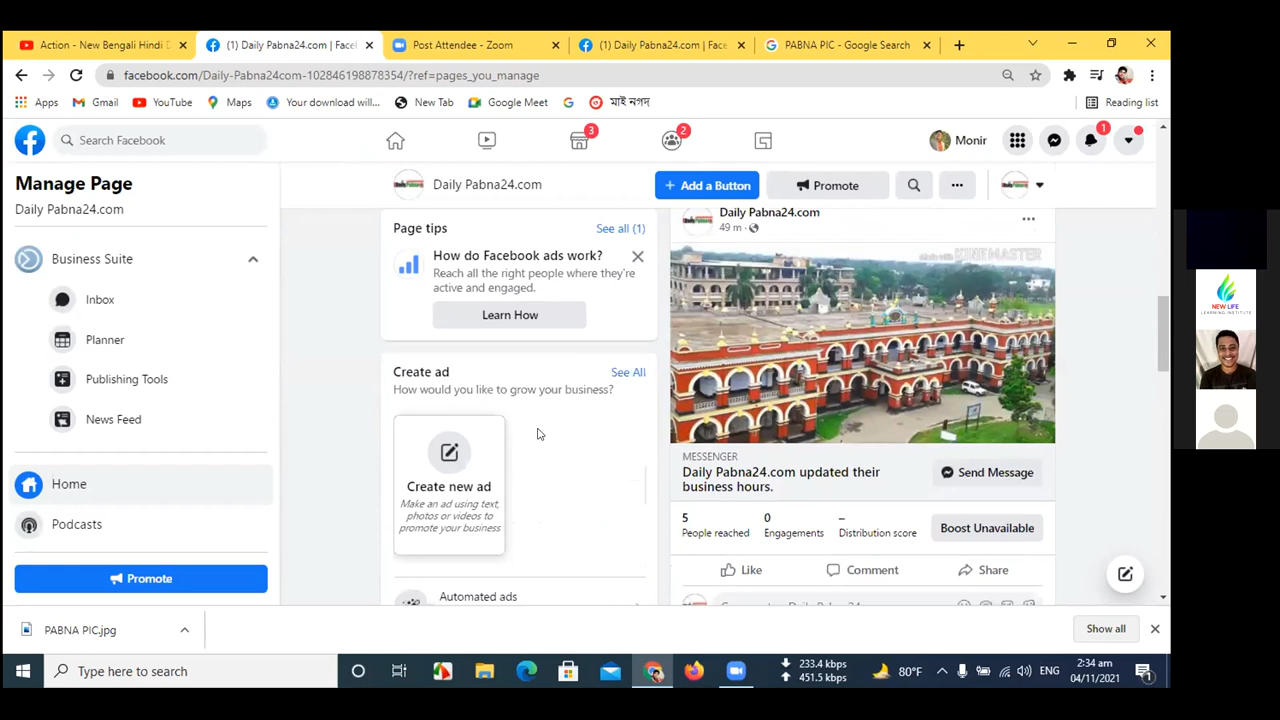 Action - New Bengali Hindi D
(1) Daily Pabna24.com | Facel
Post Attendee - Zoom
(1) Daily Pabna24.com | Face
PABNA PIC - Google Search
facebook.com/Daily-Pabna24com-102846198878354/?ref=pages_you_manage
Apps
Gmail
YouTube
Maps
Your download will...
New Tab
Google Meet
মাই নগদ
Reading list
Search Facebook
3
2
Monir
1
Manage Page
Daily Pabna24.com
Daily Pabna24.com
+ Add a Button
Promote
Business Suite
Inbox
Planner
Publishing Tools
News Feed
Home
Podcasts
Promote
Page tips
See all (1)
How do Facebook ads work?
Reach all the right people where they're
active and engaged.
Learn How
Create ad
See All
How would you like to grow your business?
Create new ad
Make an ad using text,
photos or videos to
promote your business
Automated ads
Daily Pabna24.com
49 m
KINEMASTER
MESSENGER
Daily Pabna24.com updated their
business hours.
Send Message
5
People reached
0
Engagements
–
Distribution score
Boost Unavailable
Like
Comment
Share
NEW LIFE
LEARNING INSTITUTE
PABNA PIC.jpg
Show all
Type here to search
233.4 kbps
451.5 kbps
80°F
ENG
2:34 am
04/11/2021
1